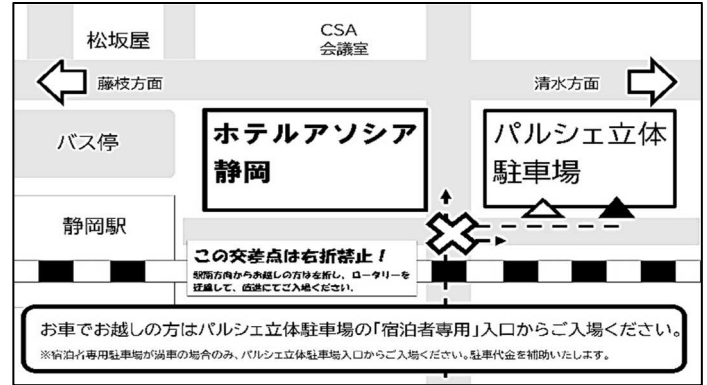 松坂屋
CSA
会議室
藤枝方面
清水方面
バス停
ホテルアソシア
静岡
パルシェ立体
駐車場
静岡駅
この交差点は右折禁止!
駅南方向からお越しの方は左折し、ロータリーを
迂回して、直進にてご入場ください。
お車でお越しの方はパルシェ立体駐車場の「宿泊者専用」入口からご入場ください。
※宿泊者専用駐車場が満車の場合のみ、パルシェ立体駐車場入口からご入場ください。駐車代金を補助いたします。